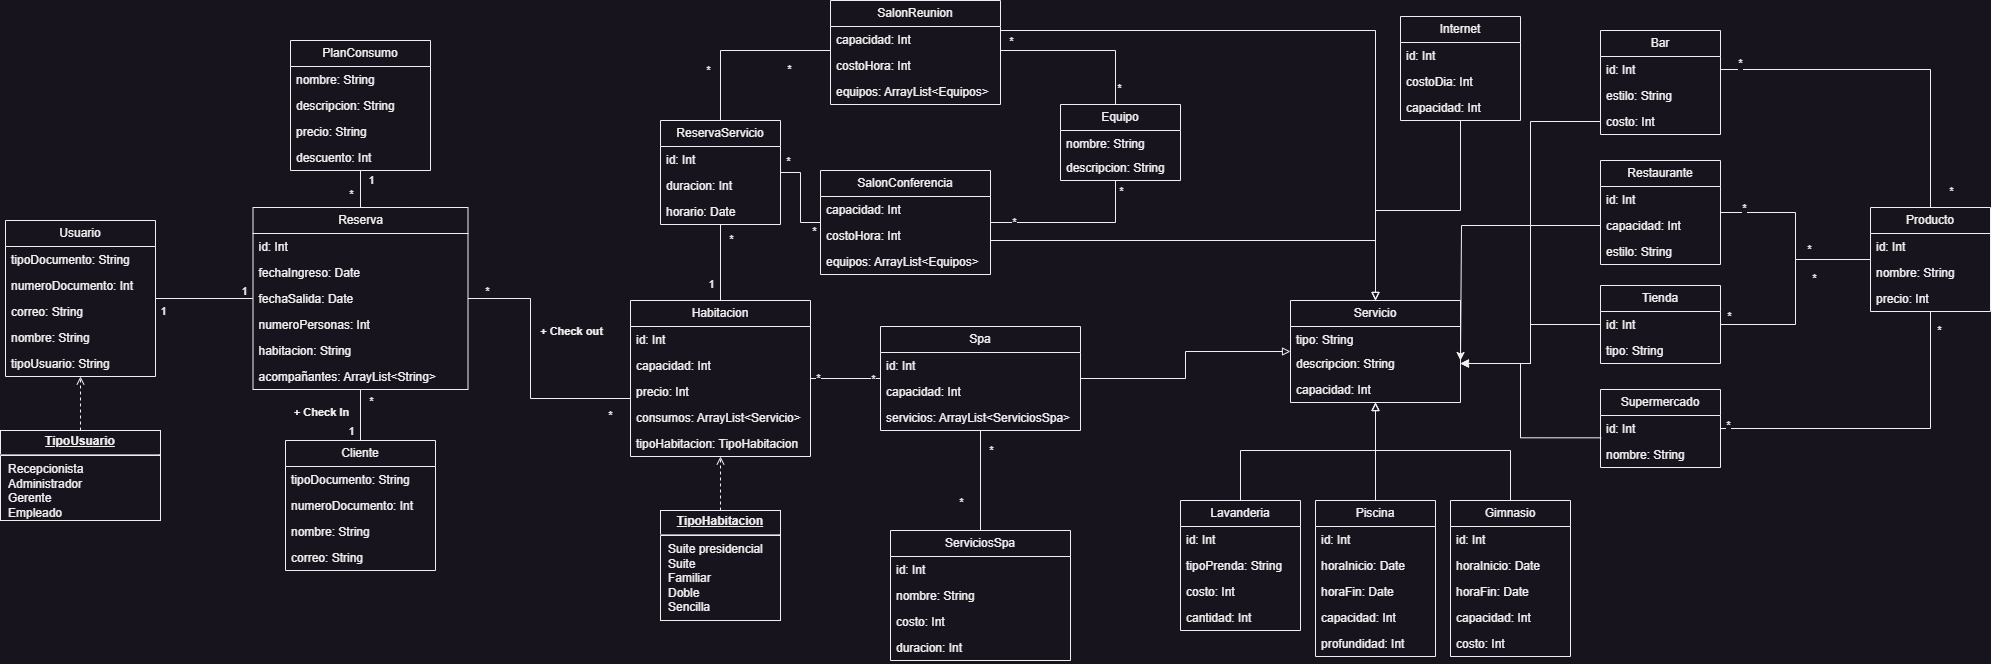 PlanConsumo
nombre: String
descripcion: String
precio: String
descuento: Int
1
*
Usuario
tipoDocumento: String
numeroDocumento: Int
correo: String
nombre: String
tipoUsuario: String
1
1
TipoUsuario
Recepcionista
Administrador
Gerente
Empleado
Reserva
id: Int
fechaIngreso: Date
fechaSalida: Date
numeroPersonas: Int
habitacion: String
acompañantes: ArrayList<String>
*
+ Check In
1
Cliente
tipoDocumento: String
numeroDocumento: Int
nombre: String
correo: String
*
+ Check out
*
SalonReunion
capacidad: Int
costoHora: Int
equipos: ArrayList<Equipos>
*
*
*
*
ReservaServicio
id: Int
duracion: Int
horario: Date
*
*
*
1
SalonConferencia
capacidad: Int
costoHora: Int
equipos: ArrayList<Equipos>
*
*
Equipo
nombre: String
descripcion: String
Habitacion
id: Int
capacidad: Int
precio: Int
consumos: ArrayList<Servicio>
tipoHabitacion: TipoHabitacion
*
*
TipoHabitacion
Suite presidencial
Suite
Familiar
Doble
Sencilla
Spa
id: Int
capacidad: Int
servicios: ArrayList<ServiciosSpa>
*
*
ServiciosSpa
id: Int
nombre: String
costo: Int
duracion: Int
Internet
id: Int
costoDia: Int
capacidad: Int
Servicio
tipo: String
descripcion: String
capacidad: Int
Lavanderia
id: Int
tipoPrenda: String
costo: Int
cantidad: Int
Piscina
id: Int
horaInicio: Date
horaFin: Date
capacidad: Int
profundidad: Int
Gimnasio
id: Int
horaInicio: Date
horaFin: Date
capacidad: Int
costo: Int
Bar
id: Int
estilo: String
costo: Int
*
*
Restaurante
id: Int
capacidad: Int
estilo: String
*
*
Tienda
id: Int
tipo: String
*
*
Supermercado
id: Int
nombre: String
*
*
Producto
id: Int
nombre: String
precio: Int